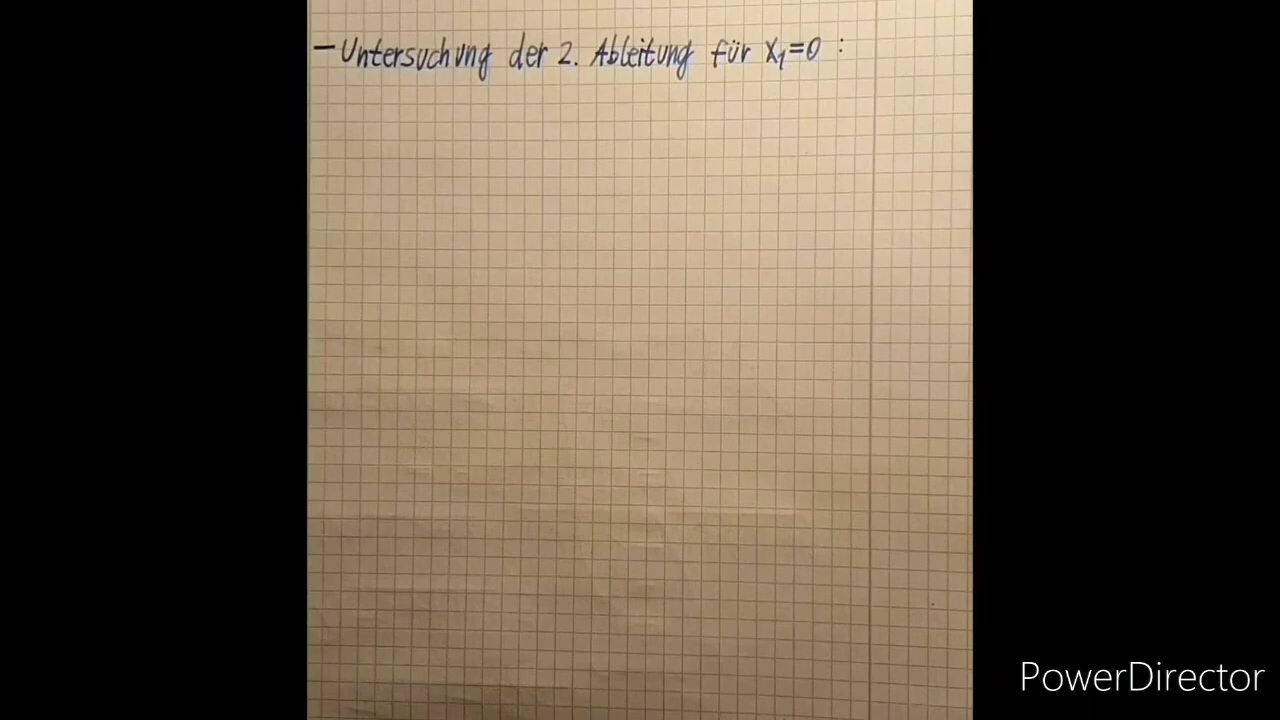 – Untersuchung der 2. Ableitung für x₁=0 :
PowerDirector